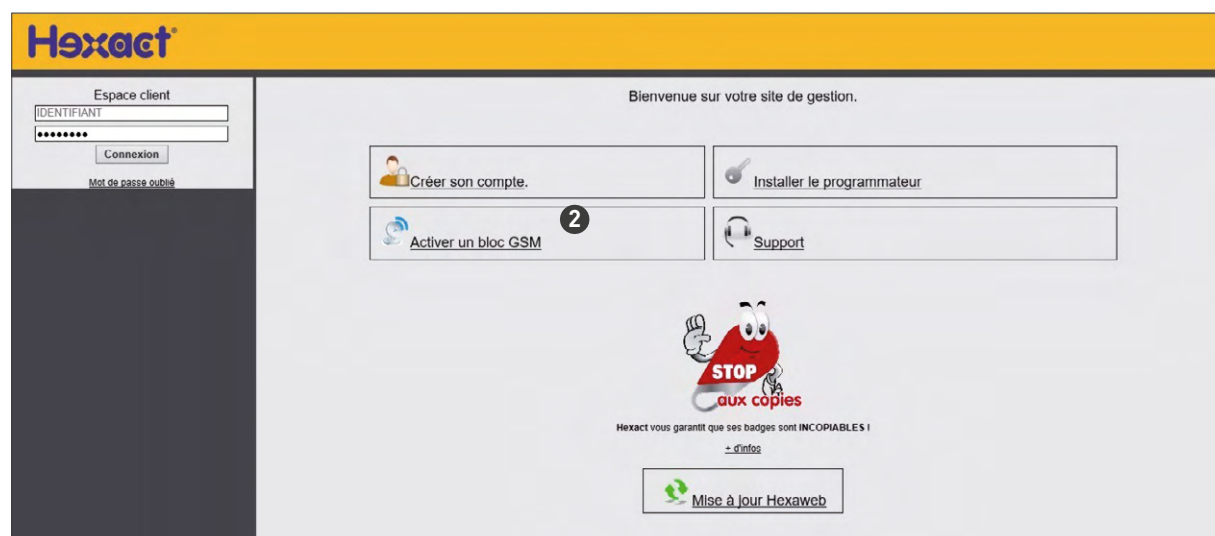 Hexact®
Espace client
IDENTIFIANT
••••••••
Connexion
Mot de passe oublié
Bienvenue sur votre site de gestion.
Créer son compte.
Installer le programmateur
2
Activer un bloc GSM
Support
STOP
aux copies
Hexact vous garantit que ses badges sont INCOPIABLES !
+ d'infos
Mise à jour Hexaweb